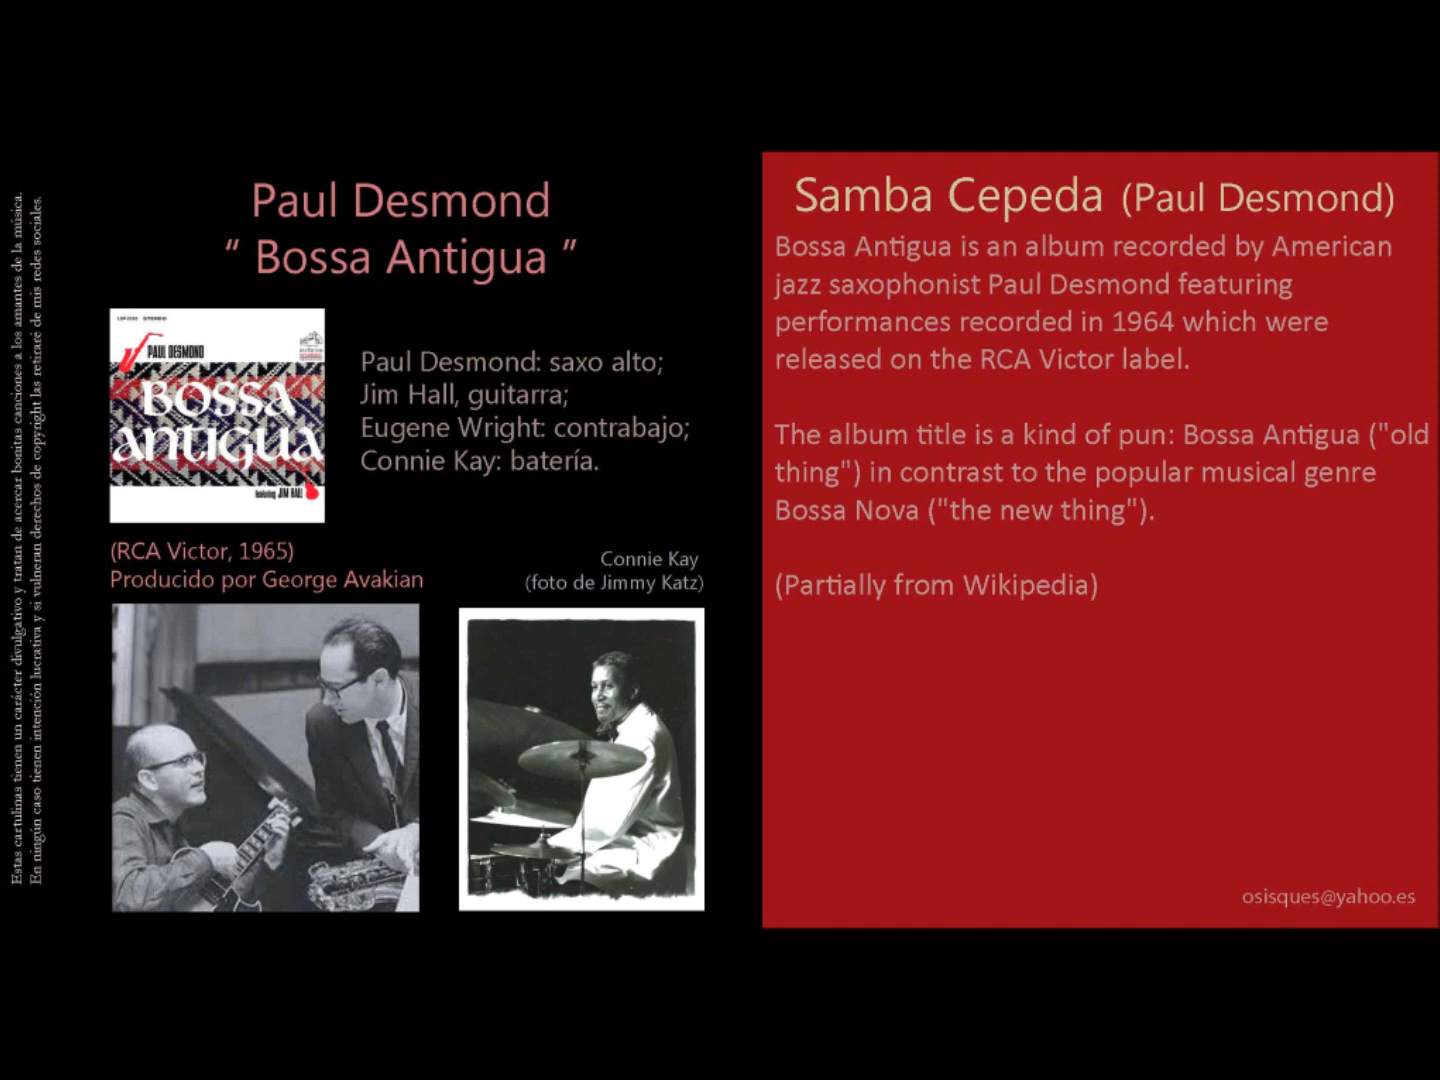 Estas cartulinas tienen un carácter divulgativo y tratan de acercar bonitas canciones a los amantes de la música.
En ningún caso tienen intención lucrativa y si vulneran derechos de copyright las retiraré de mis redes sociales.
Paul Desmond
“ Bossa Antigua ”
STEREO
PAUL DESMOND
BOSSA
ANTIGUA
featuring JIM HALL
Paul Desmond: saxo alto;
Jim Hall, guitarra;
Eugene Wright: contrabajo;
Connie Kay: batería.
(RCA Victor, 1965)
Producido por George Avakian
Connie Kay
(foto de Jimmy Katz)
Samba Cepeda (Paul Desmond)
Bossa Antigua is an album recorded by American
jazz saxophonist Paul Desmond featuring
performances recorded in 1964 which were
released on the RCA Victor label.
The album title is a kind of pun: Bossa Antigua ("old
thing") in contrast to the popular musical genre
Bossa Nova ("the new thing").
(Partially from Wikipedia)
osisques@yahoo.es